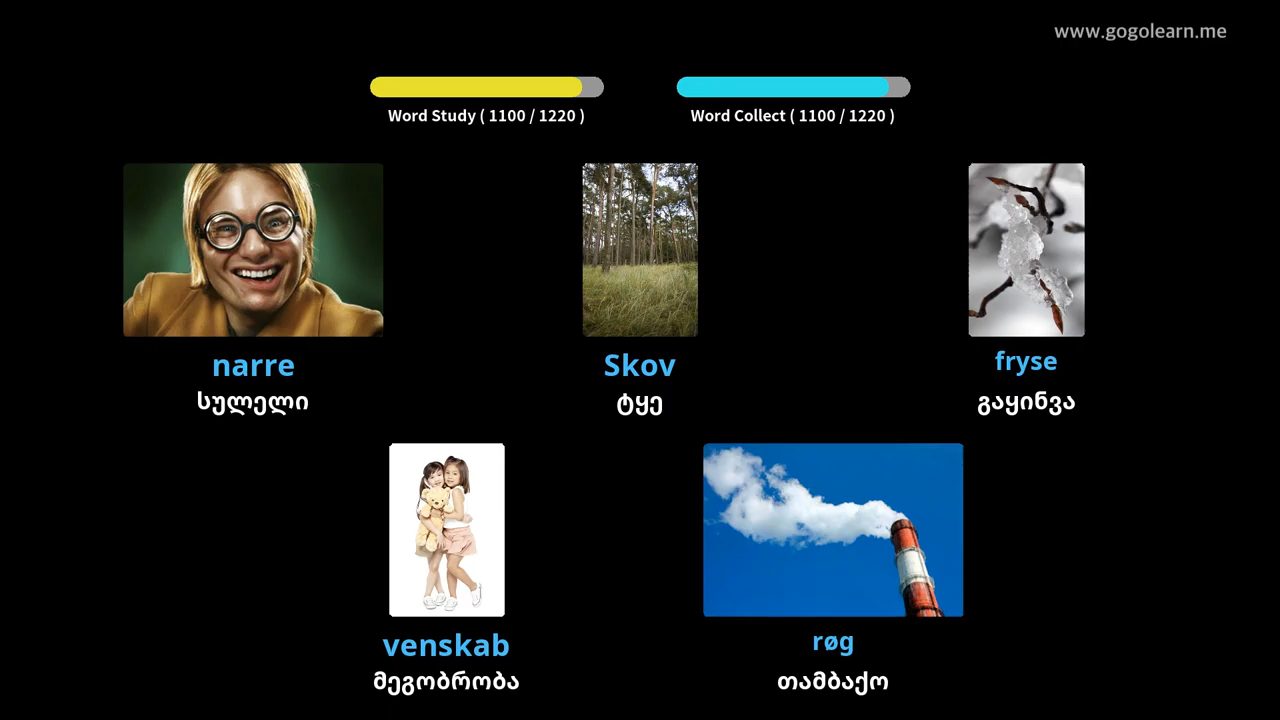 www.gogolearn.me
Word Study ( 1100 / 1220 )
Word Collect ( 1100 / 1220 )
narre
სულელი
Skov
ტყე
fryse
გაყინვა
venskab
მეგობრობა
røg
თამბაქო